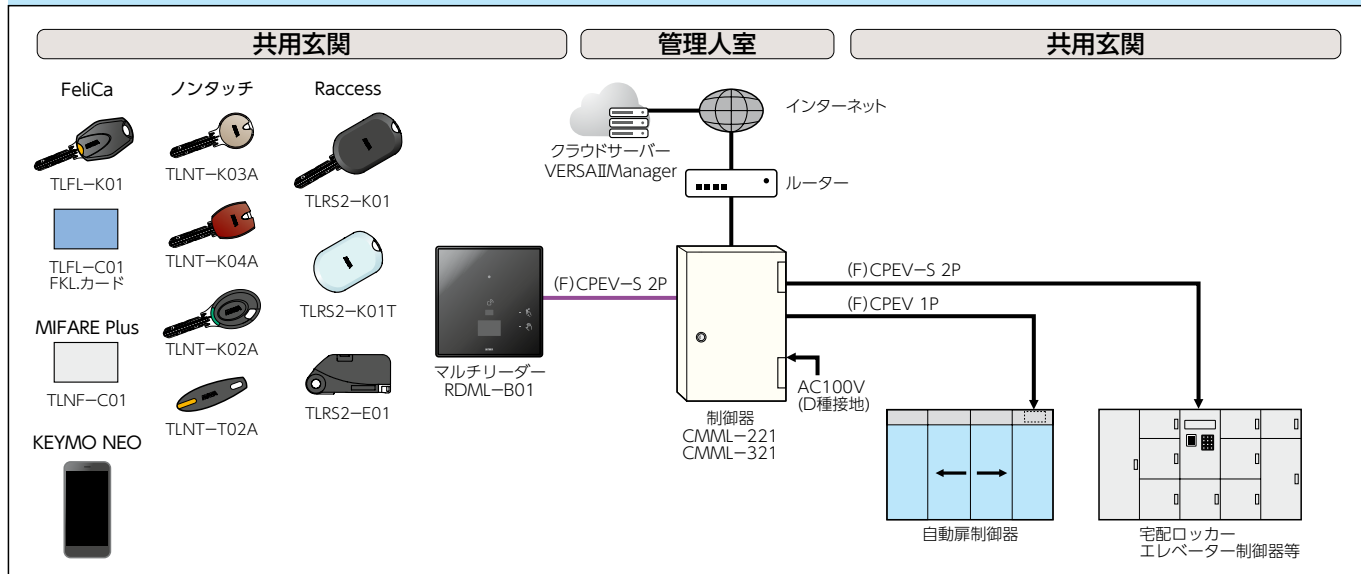 共用玄関
管理人室
共用玄関
FeliCa
TLFL-K01
TLFL-C01
FKL.カード
MIFARE Plus
TLNF-C01
KEYMO NEO
ノンタッチ
TLNT-K03A
TLNT-K04A
TLNT-K02A
TLNT-T02A
Raccess
TLRS2-K01
TLRS2-K01T
TLRS2-E01
マルチリーダー
RDML-B01
(F)CPEV-S 2P
クラウドサーバー
VERSAⅡManager
インターネット
ルーター
制御器
CMML-221
CMML-321
AC100V
(D種接地)
(F)CPEV-S 2P
(F)CPEV 1P
自動扉制御器
宅配ロッカー
エレベーター制御器等